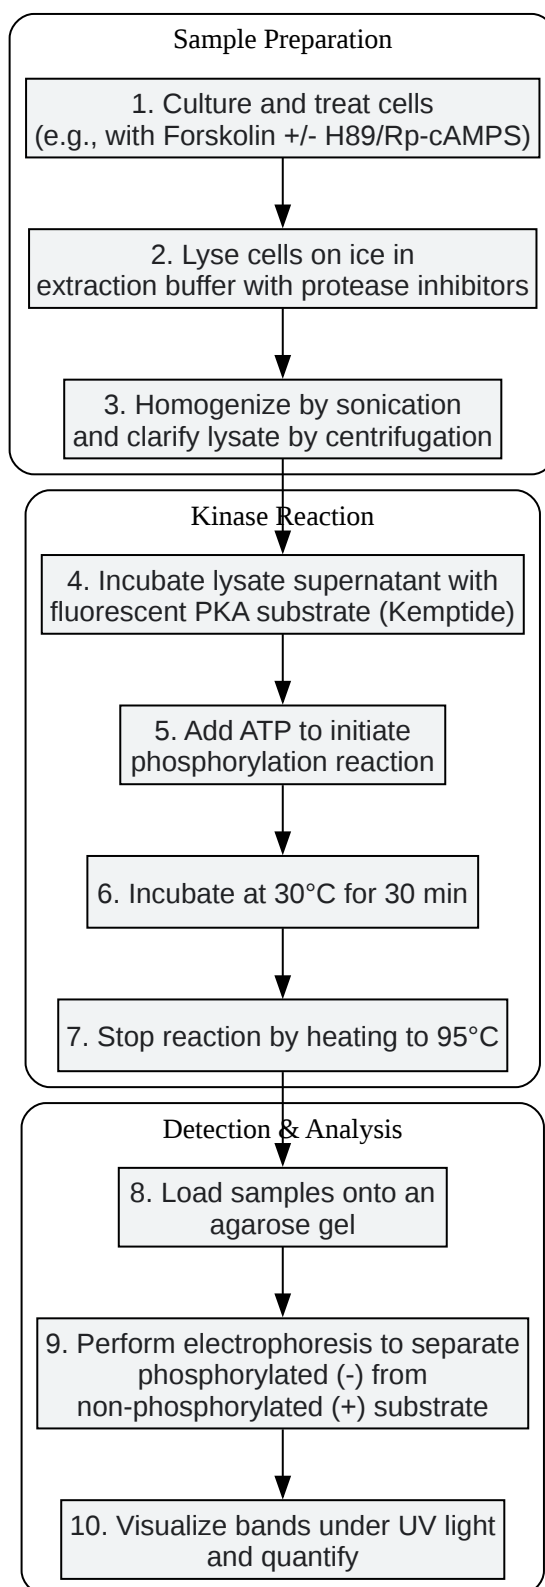 Sample Preparation
1. Culture and treat cells
(e.g., with Forskolin +/- H89/Rp-cAMPS)
2. Lyse cells on ice in
extraction buffer with protease inhibitors
3. Homogenize by sonication
and clarify lysate by centrifugation
Kinase Reaction
4. Incubate lysate supernatant with
fluorescent PKA substrate (Kemptide)
5. Add ATP to initiate
phosphorylation reaction
6. Incubate at 30°C for 30 min
7. Stop reaction by heating to 95°C
Detection & Analysis
8. Load samples onto an
agarose gel
9. Perform electrophoresis to separate
phosphorylated (-) from
non-phosphorylated (+) substrate
10. Visualize bands under UV light
and quantify